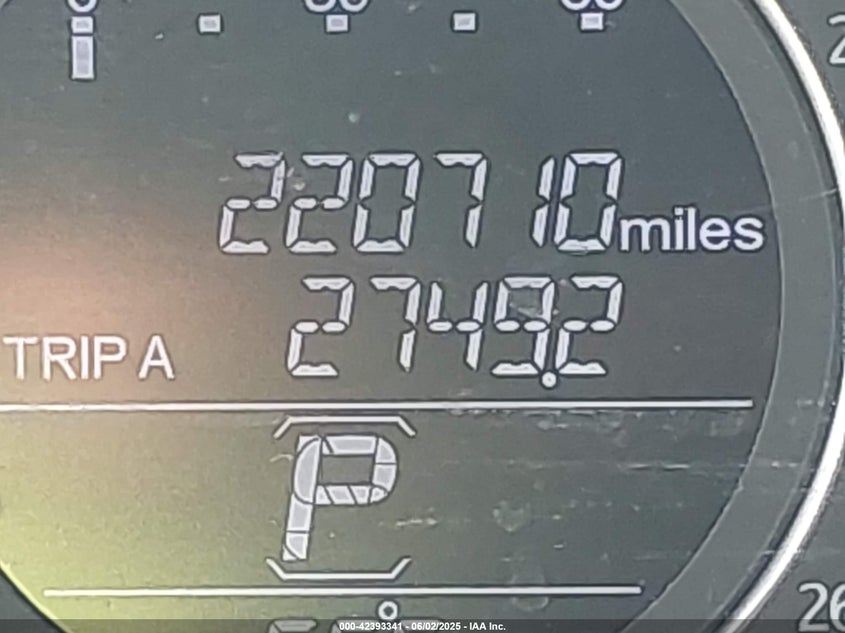 220710 miles
TRIP A 2749.2
P
000-42393341 - 06/02/2025 - IAA Inc.